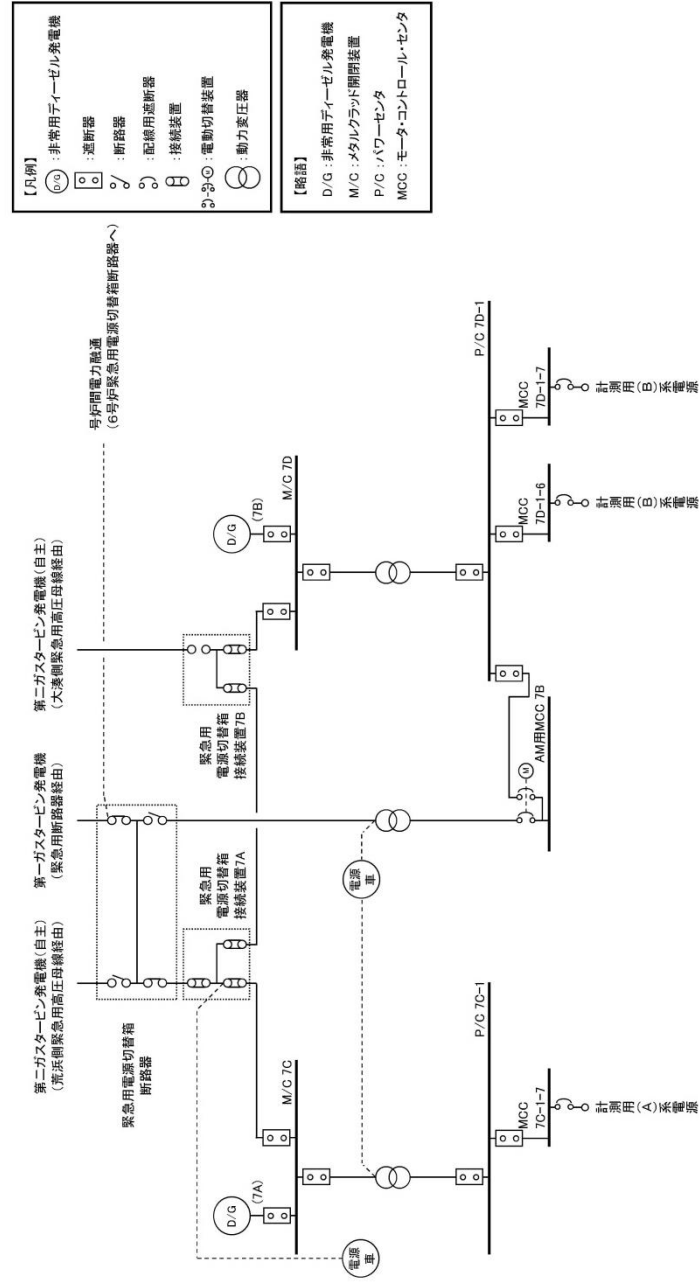 【凡例】
D/G :非常用ディーゼル発電機
:遮断器
:断路器
:配線用遮断器
:接続装置
M :電動切替装置
:動力変圧器
【略語】
D/G :非常用ディーゼル発電機
M/C :メタルクラッド開閉装置
P/C :パワーセンタ
MCC :モータ・コントロール・センタ
号炉間電力融通
(6号炉緊急用電源切替箱断路器へ)
第二ガスタービン発電機(自主)
(荒浜側緊急用高圧母線経由)
第一ガスタービン発電機
(緊急用断路器経由)
第二ガスタービン発電機(自主)
(大湊側緊急用高圧母線経由)
緊急用電源切替箱
断路器
緊急用
電源切替箱
接続装置7A
緊急用
電源切替箱
接続装置7B
D/G
(7A)
M/C 7C
D/G
(7B)
M/C 7D
電源
車
電源
車
P/C 7C-1
MCC
7C-1-7
計測用(A)系電源
M
AM用MCC 7B
P/C 7D-1
MCC
7D-1-6
計測用(B)系電源
MCC
7D-1-7
計測用(B)系電源